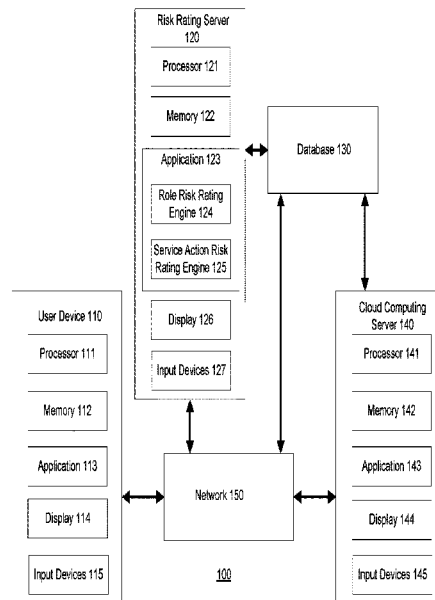 Risk Rating Server
120
Processor 121
Memory 122
Application 123
Role Risk Rating
Engine 124
Service Action Risk
Rating Engine 125
Display 126
Input Devices 127
Database 130
User Device 110
Processor 111
Memory 112
Application 113
Display 114
Input Devices 115
Cloud Computing
Server 140
Processor 141
Memory 142
Application 143
Display 144
Input Devices 145
Network 150
100